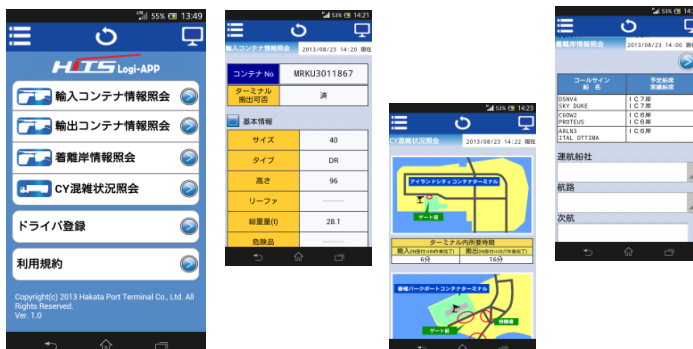 55% 13:49
HiTS Logi-APP
輸入コンテナ情報照会
輸出コンテナ情報照会
着離岸情報照会
CY混雑状況照会
ドライバ登録
利用規約
Copyright(c) 2013 Hakata Port Terminal Co., Ltd. All
Rights Reserved.
Ver. 1.0
53% 14:21
輸入コンテナ情報照会 2013/08/23 14:20 現在
コンテナ No MRKU3011867
ターミナル
搬出可否 済
基本情報
サイズ 40
タイプ DR
高さ 96
リーファ --------
総重量(t) 28.1
危険品 --------
53% 14:23
CY混雑状況照会 2013/08/23 14:22 現在
アイランドシティコンテナターミナル
ゲート前
ターミナル内所要時間
搬入 搬出
6分 16分
香椎パークポートコンテナターミナル
待機場
ゲート前
53%
着離岸情報照会 2013/08/23 14:00 現在
コールサイン 予定船席
船 名 実績船席
D5NV4 IC7岸
SKY DUKE IC7岸
C6OW2 IC6岸
PROTEUS IC6岸
A8LN3 IC6岸
ITAL OTTIMA
運航船社
航路
次航